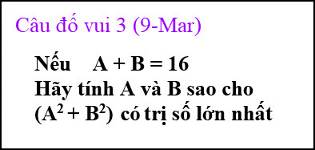 Câu đố vui 3 (9-Mar)
Nếu A + B = 16
Hãy tính A và B sao cho
(A² + B²) có trị số lớn nhất